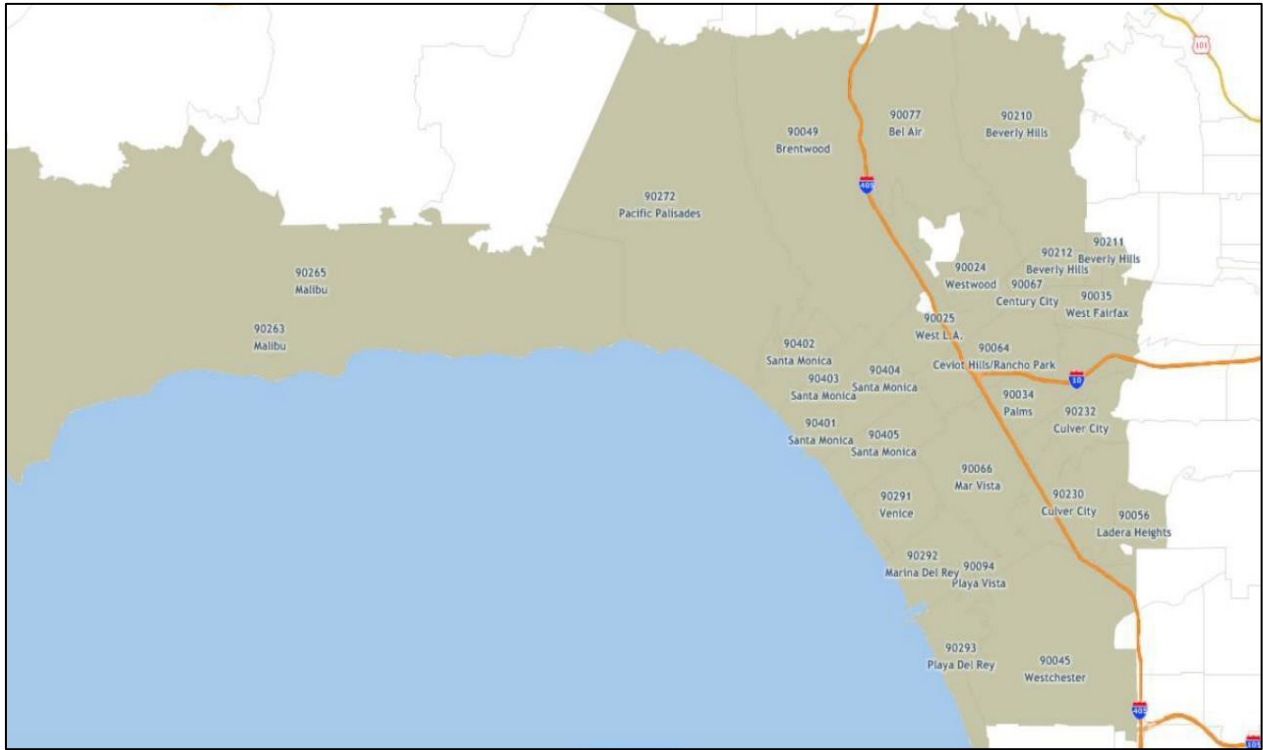 101
90077
Bel Air
90210
Beverly Hills
90049
Brentwood
405
90272
Pacific Palisades
90211
Beverly Hills
90212
Beverly Hills
90265
Malibu
90024
Westwood
90067
Century City
90035
West Fairfax
90263
Malibu
90025
West L.A.
90402
Santa Monica
90064
Ceviot Hills/Rancho Park
90404
Santa Monica
90403
Santa Monica
10
90034
Palms
90232
Culver City
90401
Santa Monica
90405
Santa Monica
90066
Mar Vista
90291
Venice
90230
Culver City
90056
Ladera Heights
90292
Marina Del Rey
90094
Playa Vista
90293
Playa Del Rey
90045
Westchester
405
105